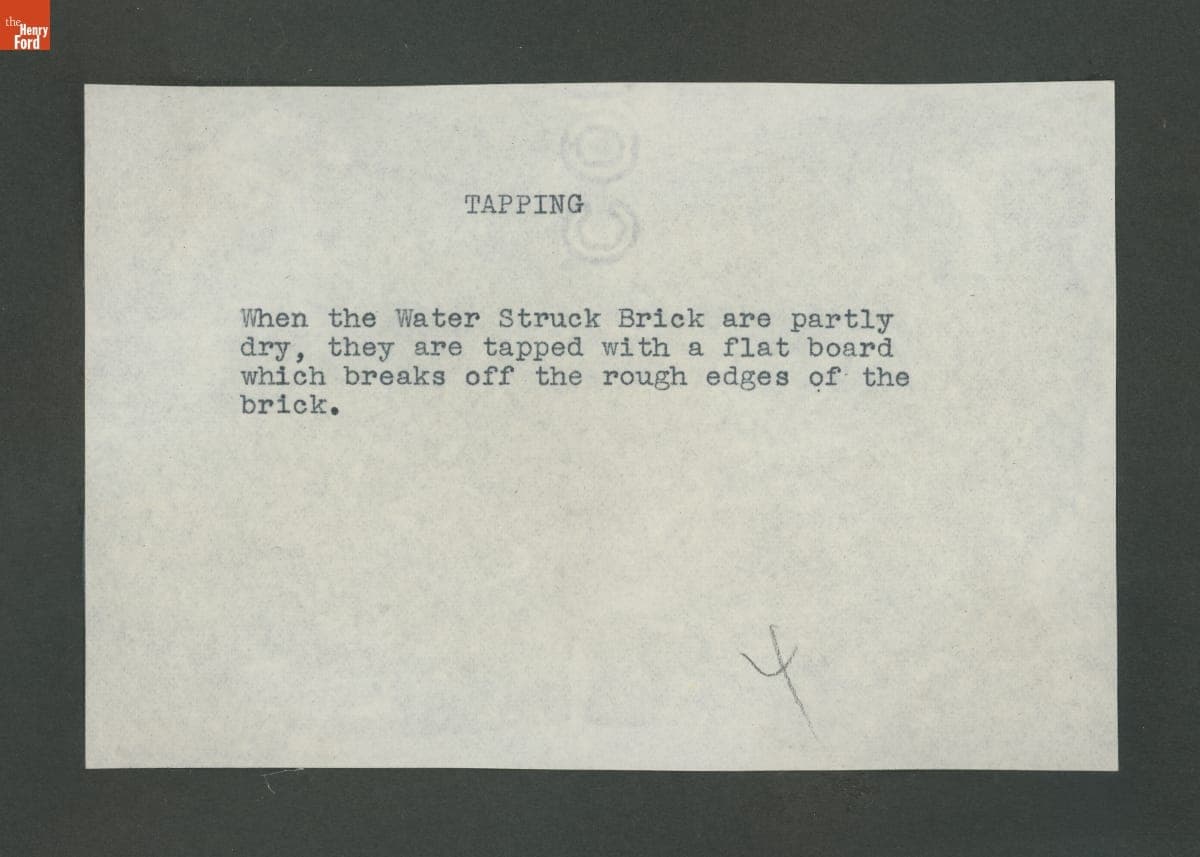 the
Henry
Ford
TAPPING
When the Water Struck Brick are partly
dry, they are tapped with a flat board
which breaks off the rough edges of the
brick.
4